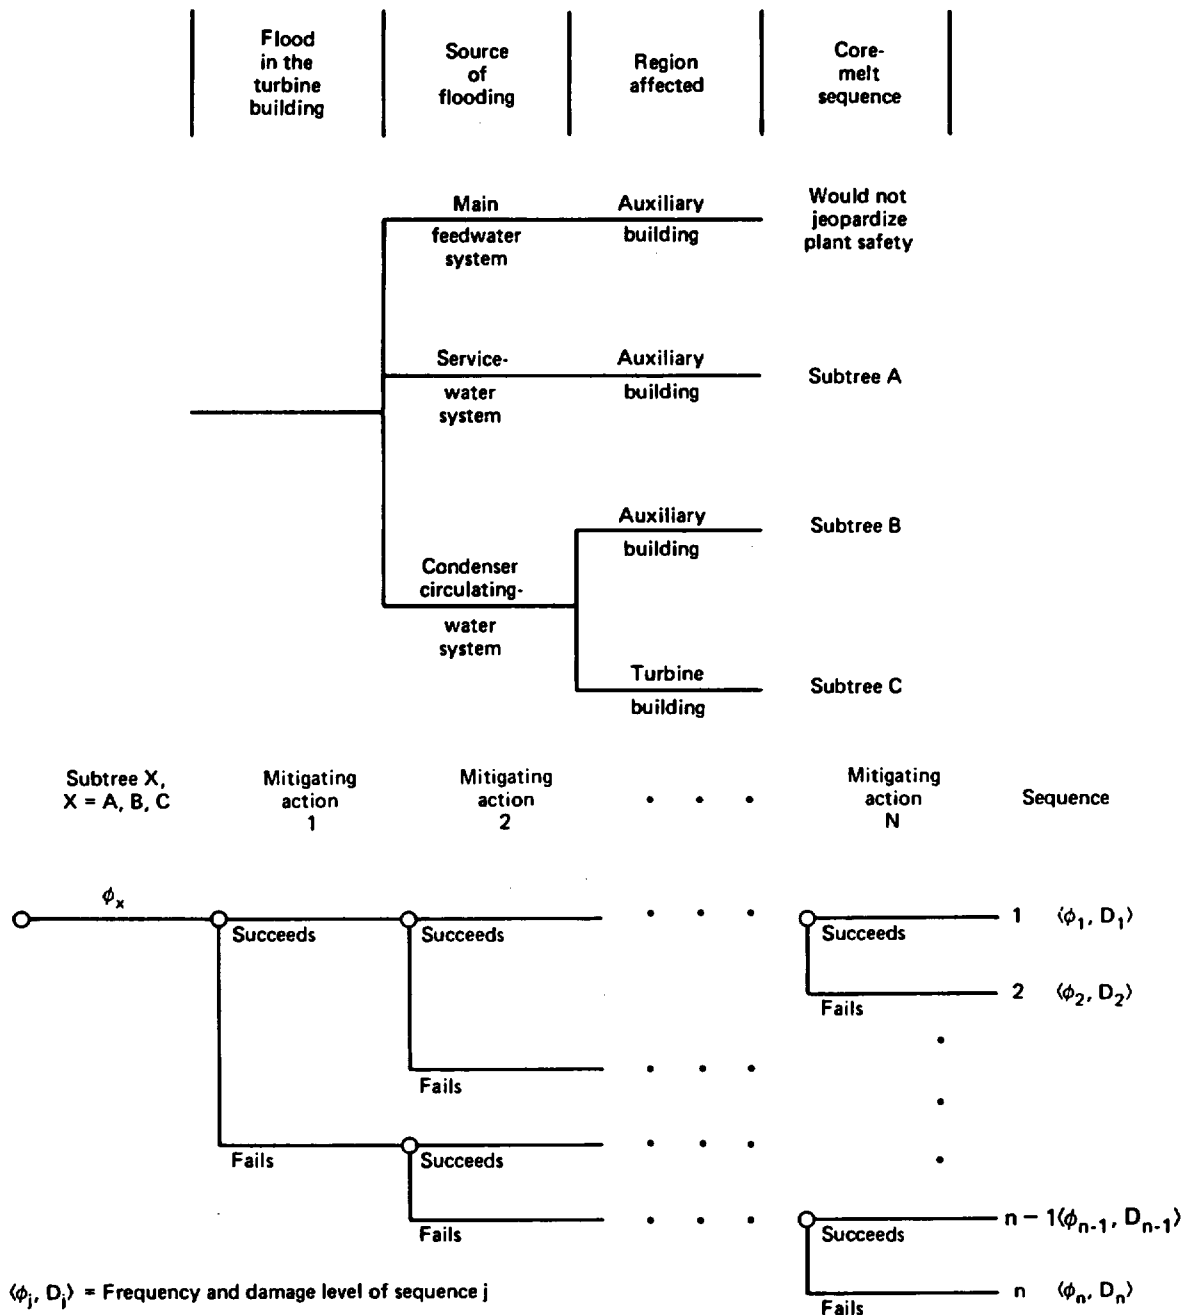 Flood
in the
turbine
building
Source
of
flooding
Region
affected
Core-
melt
sequence
Main
feedwater
system
Auxiliary
building
Would not
jeopardize
plant safety
Service-
water
system
Auxiliary
building
Subtree A
Auxiliary
building
Subtree B
Condenser
circulating-
water
system
Turbine
building
Subtree C
Subtree X,
X = A, B, C
Mitigating
action
1
Mitigating
action
2
• • •
Mitigating
action
N
Sequence
ϕx
Succeeds
Succeeds
• • •
Succeeds
1 ⟨ϕ1, D1⟩
Fails
2 ⟨ϕ2, D2⟩
Fails
• • •
Fails
Succeeds
• • •
Fails
• • •
Succeeds
n − 1⟨ϕn-1, Dn-1⟩
Fails
n ⟨ϕn, Dn⟩
⟨ϕj, Dj⟩ = Frequency and damage level of sequence j